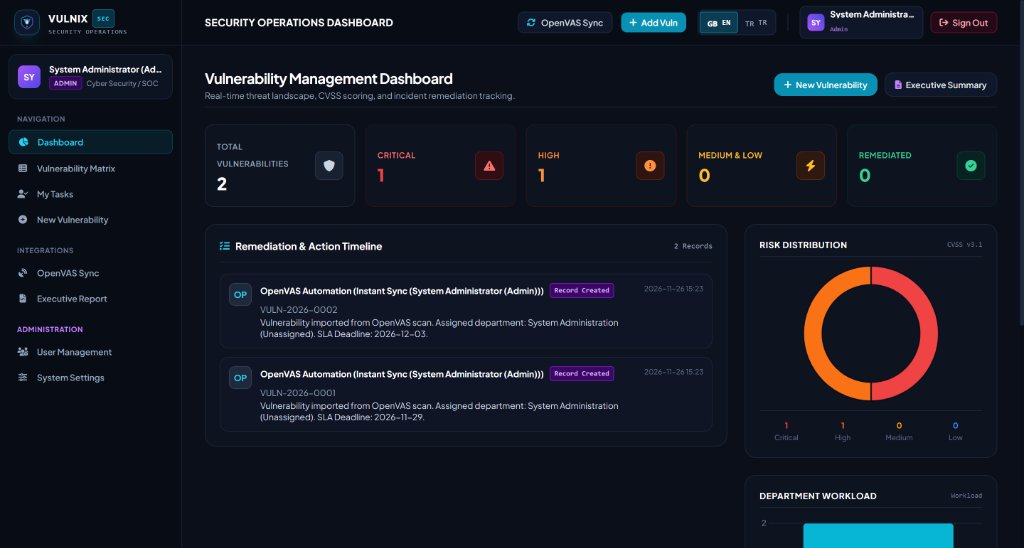 VULNIX SEC
SECURITY OPERATIONS
SY
System Administrator (Ad...
ADMIN Cyber Security / SOC
NAVIGATION
Dashboard
Vulnerability Matrix
My Tasks
New Vulnerability
INTEGRATIONS
OpenVAS Sync
Executive Report
ADMINISTRATION
User Management
System Settings
SECURITY OPERATIONS DASHBOARD
OpenVAS Sync
+ Add Vuln
GB EN
TR TR
SY
System Administra...
Admin
Sign Out
Vulnerability Management Dashboard
Real-time threat landscape, CVSS scoring, and incident remediation tracking.
+ New Vulnerability
Executive Summary
TOTAL
VULNERABILITIES
2
CRITICAL
1
HIGH
1
MEDIUM & LOW
0
REMEDIATED
0
Remediation & Action Timeline
2 Records
OP
OpenVAS Automation (Instant Sync (System Administrator (Admin))) Record Created 2026-11-26 15:23
VULN-2026-0002
Vulnerability imported from OpenVAS scan. Assigned department: System Administration
(Unassigned). SLA Deadline: 2026-12-03.
OP
OpenVAS Automation (Instant Sync (System Administrator (Admin))) Record Created 2026-11-26 15:23
VULN-2026-0001
Vulnerability imported from OpenVAS scan. Assigned department: System Administration
(Unassigned). SLA Deadline: 2026-11-29.
RISK DISTRIBUTION
CVSS v3.1
1 1 0 0
Critical High Medium Low
DEPARTMENT WORKLOAD
Workload
2